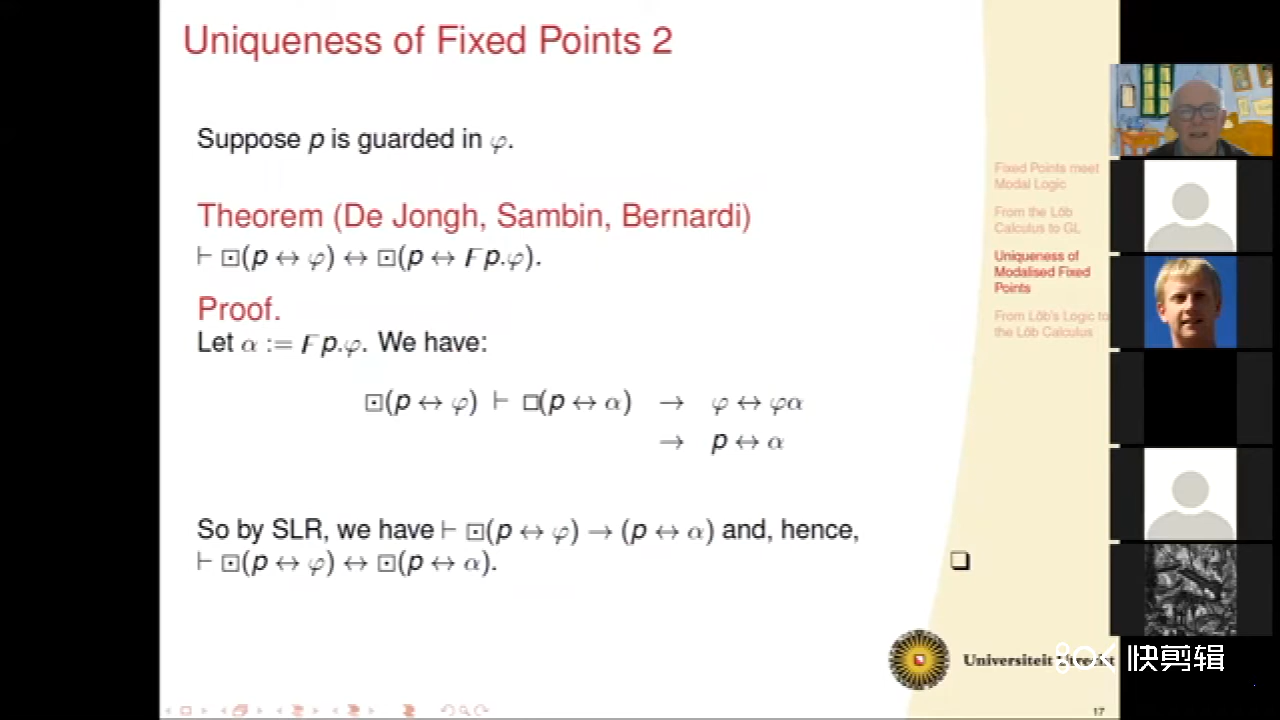 Uniqueness of Fixed Points 2
Suppose p is guarded in φ.
Theorem (De Jongh, Sambin, Bernardi)
⊢ ⊡(p ↔ φ) ↔ ⊡(p ↔ Ϝp.φ).
Proof.
Let α := Ϝp.φ. We have:
⊡(p ↔ φ) ⊢ □(p ↔ α) → φ ↔ φα
→ p ↔ α
So by SLR, we have ⊢ ⊡(p ↔ φ) → (p ↔ α) and, hence,
⊢ ⊡(p ↔ φ) ↔ ⊡(p ↔ α).
❏
Fixed Points meet
Modal Logic
From the Löb
Calculus to GL
Uniqueness of
Modalised Fixed
Points
From Löb's Logic to
the Löb Calculus
Universiteit Utrecht
快剪辑
17